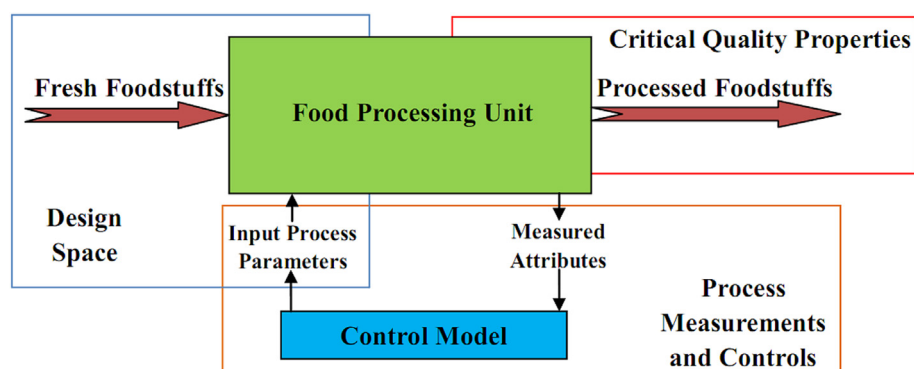 Critical Quality Properties
Fresh Foodstuffs
Processed Foodstuffs
Food Processing Unit
Design
Space
Input Process
Parameters
Measured
Attributes
Control Model
Process
Measurements
and Controls